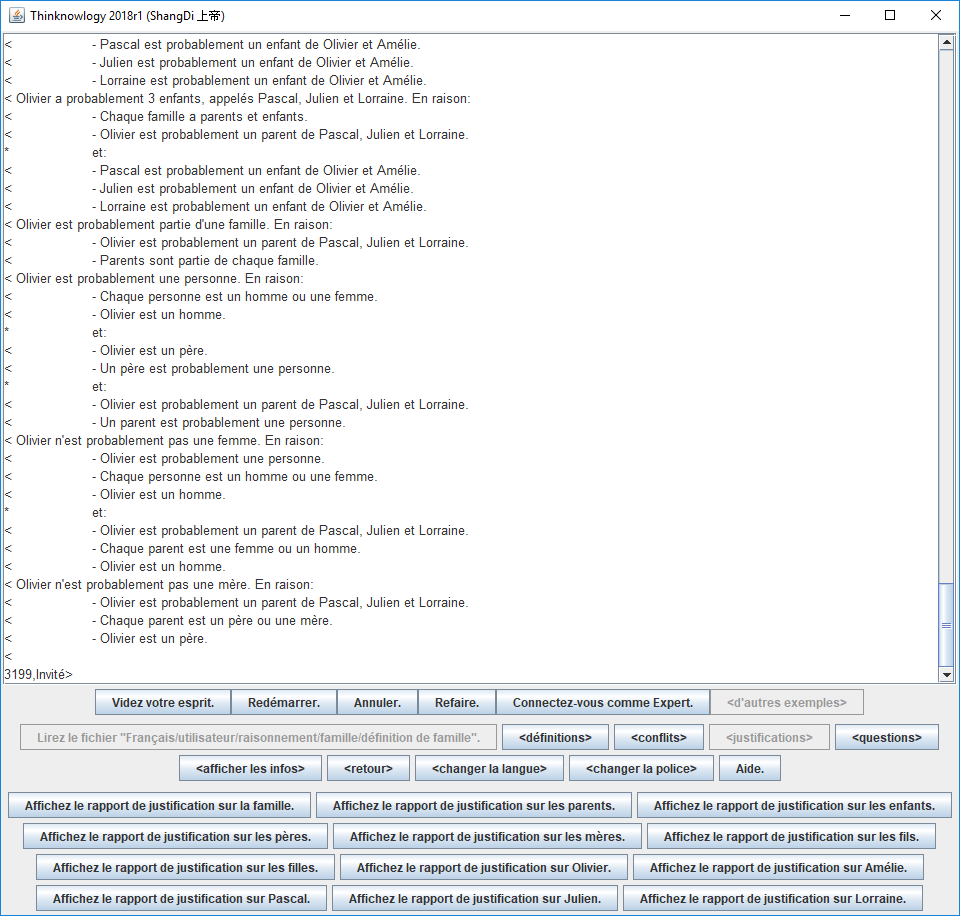 Thinknowlogy 2018r1 (ShangDi 上帝)
< - Pascal est probablement un enfant de Olivier et Amélie.
< - Julien est probablement un enfant de Olivier et Amélie.
< - Lorraine est probablement un enfant de Olivier et Amélie.
< Olivier a probablement 3 enfants, appelés Pascal, Julien et Lorraine. En raison:
< - Chaque famille a parents et enfants.
< - Olivier est probablement un parent de Pascal, Julien et Lorraine.
* et:
< - Pascal est probablement un enfant de Olivier et Amélie.
< - Julien est probablement un enfant de Olivier et Amélie.
< - Lorraine est probablement un enfant de Olivier et Amélie.
< Olivier est probablement partie d'une famille. En raison:
< - Olivier est probablement un parent de Pascal, Julien et Lorraine.
< - Parents sont partie de chaque famille.
< Olivier est probablement une personne. En raison:
< - Chaque personne est un homme ou une femme.
< - Olivier est un homme.
* et:
< - Olivier est un père.
< - Un père est probablement une personne.
* et:
< - Olivier est probablement un parent de Pascal, Julien et Lorraine.
< - Un parent est probablement une personne.
< Olivier n'est probablement pas une femme. En raison:
< - Olivier est probablement une personne.
< - Chaque personne est un homme ou une femme.
< - Olivier est un homme.
* et:
< - Olivier est probablement un parent de Pascal, Julien et Lorraine.
< - Chaque parent est une femme ou un homme.
< - Olivier est un homme.
< Olivier n'est probablement pas une mère. En raison:
< - Olivier est probablement un parent de Pascal, Julien et Lorraine.
< - Chaque parent est un père ou une mère.
< - Olivier est un père.
<
3199,Invité>
Videz votre esprit. Redémarrer. Annuler. Refaire. Connectez-vous comme Expert. <d'autres exemples>
Lirez le fichier "Français/utilisateur/raisonnement/famille/définition de famille". <définitions> <conflits> <justifications> <questions>
<afficher les infos> <retour> <changer la langue> <changer la police> Aide.
Affichez le rapport de justification sur la famille. Affichez le rapport de justification sur les parents. Affichez le rapport de justification sur les enfants.
Affichez le rapport de justification sur les pères. Affichez le rapport de justification sur les mères. Affichez le rapport de justification sur les fils.
Affichez le rapport de justification sur les filles. Affichez le rapport de justification sur Olivier. Affichez le rapport de justification sur Amélie.
Affichez le rapport de justification sur Pascal. Affichez le rapport de justification sur Julien. Affichez le rapport de justification sur Lorraine.